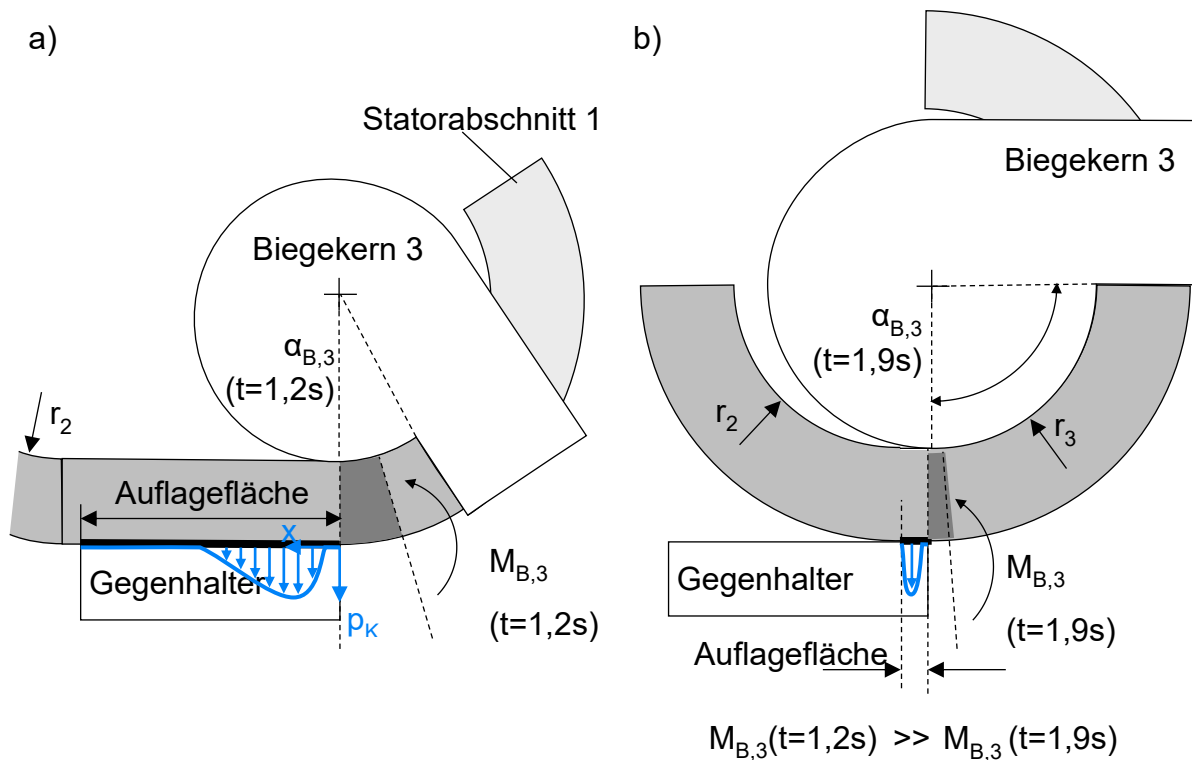 a)
Statorabschnitt 1
Biegekern 3
α_B,3
(t=1,2s)
r_2
Auflagefläche
x
Gegenhalter
p_K
M_B,3
(t=1,2s)
b)
Biegekern 3
α_B,3
(t=1,9s)
r_2
r_3
Gegenhalter
M_B,3
(t=1,9s)
Auflagefläche
M_B,3(t=1,2s) >> M_B,3 (t=1,9s)